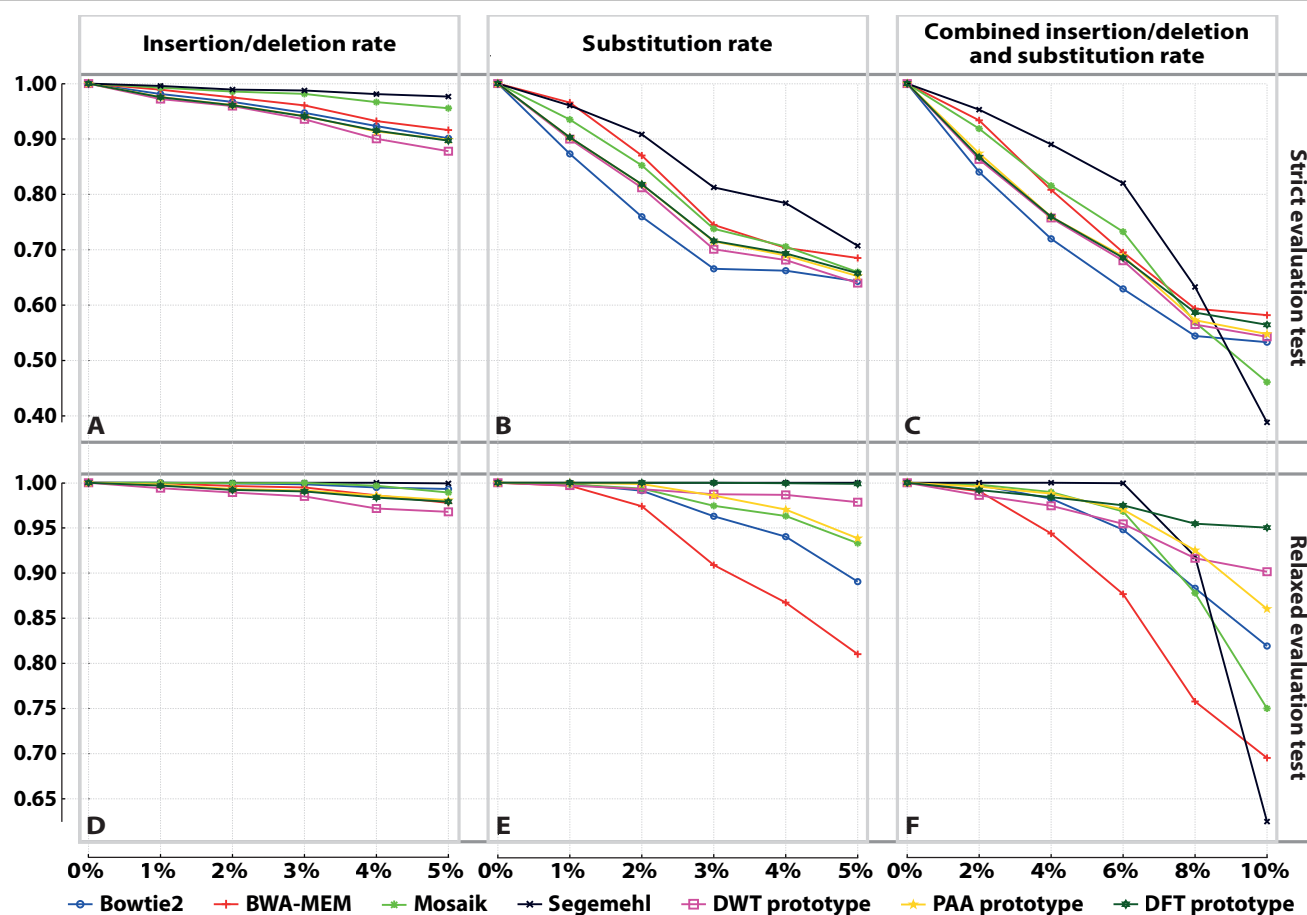 Insertion/deletion rate
Substitution rate
Combined insertion/deletion
and substitution rate
1.00
0.90
0.80
0.70
0.60
0.50
0.40
A
B
C
Strict evaluation test
1.00
0.95
0.90
0.85
0.80
0.75
0.70
0.65
D
E
F
Relaxed evaluation test
0% 1% 2% 3% 4% 5%
0% 1% 2% 3% 4% 5%
0% 2% 4% 6% 8% 10%
Bowtie2 BWA-MEM Mosaik Segemehl DWT prototype PAA prototype DFT prototype